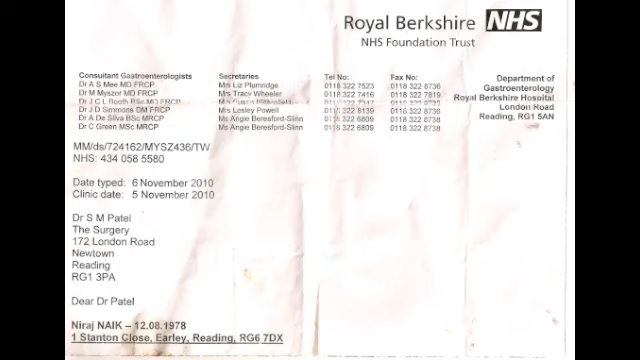 Royal Berkshire NHS
NHS Foundation Trust
Consultant Gastroenterologists Secretaries Tel No: Fax No:
Dr A S Mee MD FRCP Mrs Liz Plumridge 0118 322 7523 0118 322 8736
Dr M Myszor MD FRCP Mrs Tracy Wheeler 0118 322 7416 0118 322 7819
Dr J C L Booth BSc MD FRCP
Dr J D Simmons DM FRCP Ms Lesley Powell 0118 322 8139 0118 322 8736
Dr A De Silva BSc MRCP Ms Angie Beresford-Slinn 0118 322 6809 0118 322 8738
Dr C Green MSc MRCP Ms Angie Beresford-Slinn 0118 322 6809 0118 322 8738
Department of
Gastroenterology
Royal Berkshire Hospital
London Road
Reading, RG1 5AN
MM/ds/724162/MYSZ436/TW
NHS: 434 058 5580
Date typed: 6 November 2010
Clinic date: 5 November 2010
Dr S M Patel
The Surgery
172 London Road
Newtown
Reading
RG1 3PA
Dear Dr Patel
Niraj NAIK – 12.08.1978
1 Stanton Close, Earley, Reading, RG6 7DX